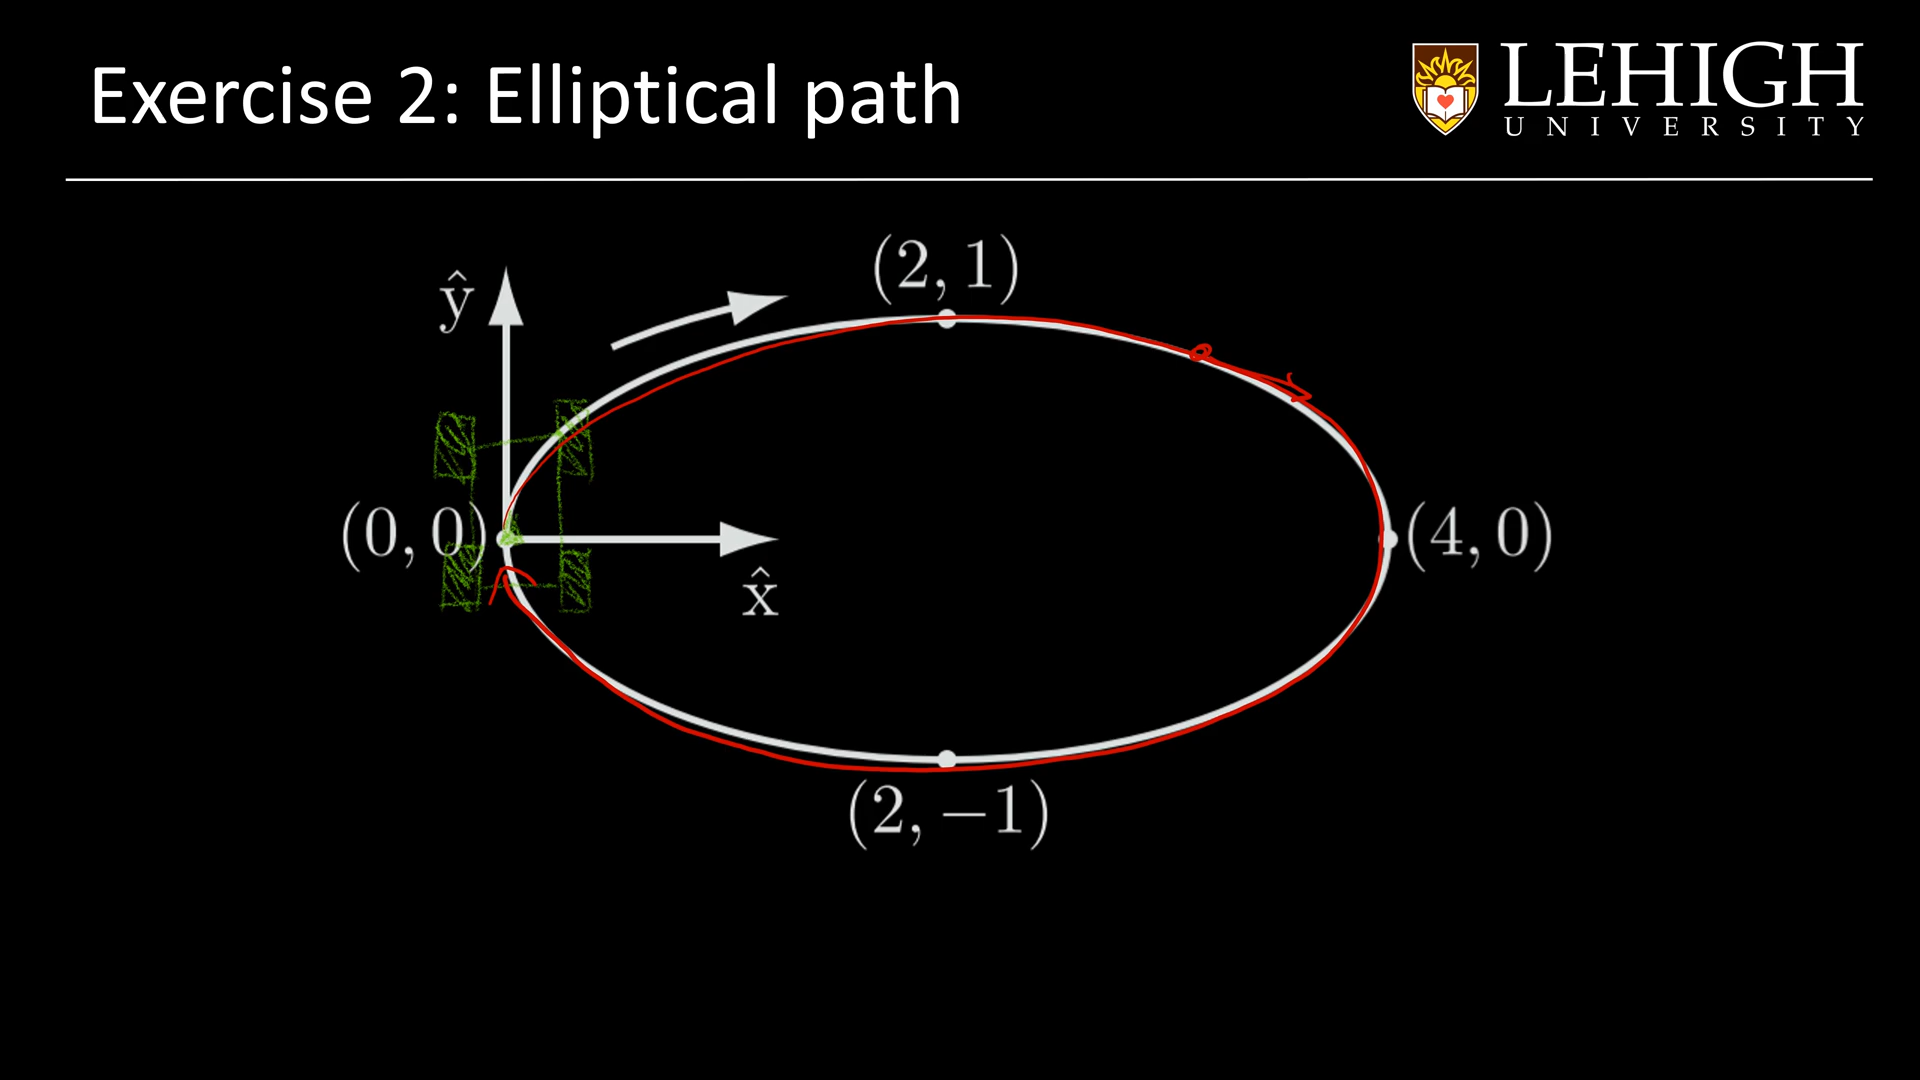 Exercise 2: Elliptical path
LEHIGH
UNIVERSITY
(2, 1)
ŷ
(0, 0)
(4, 0)
x̂
(2, −1)